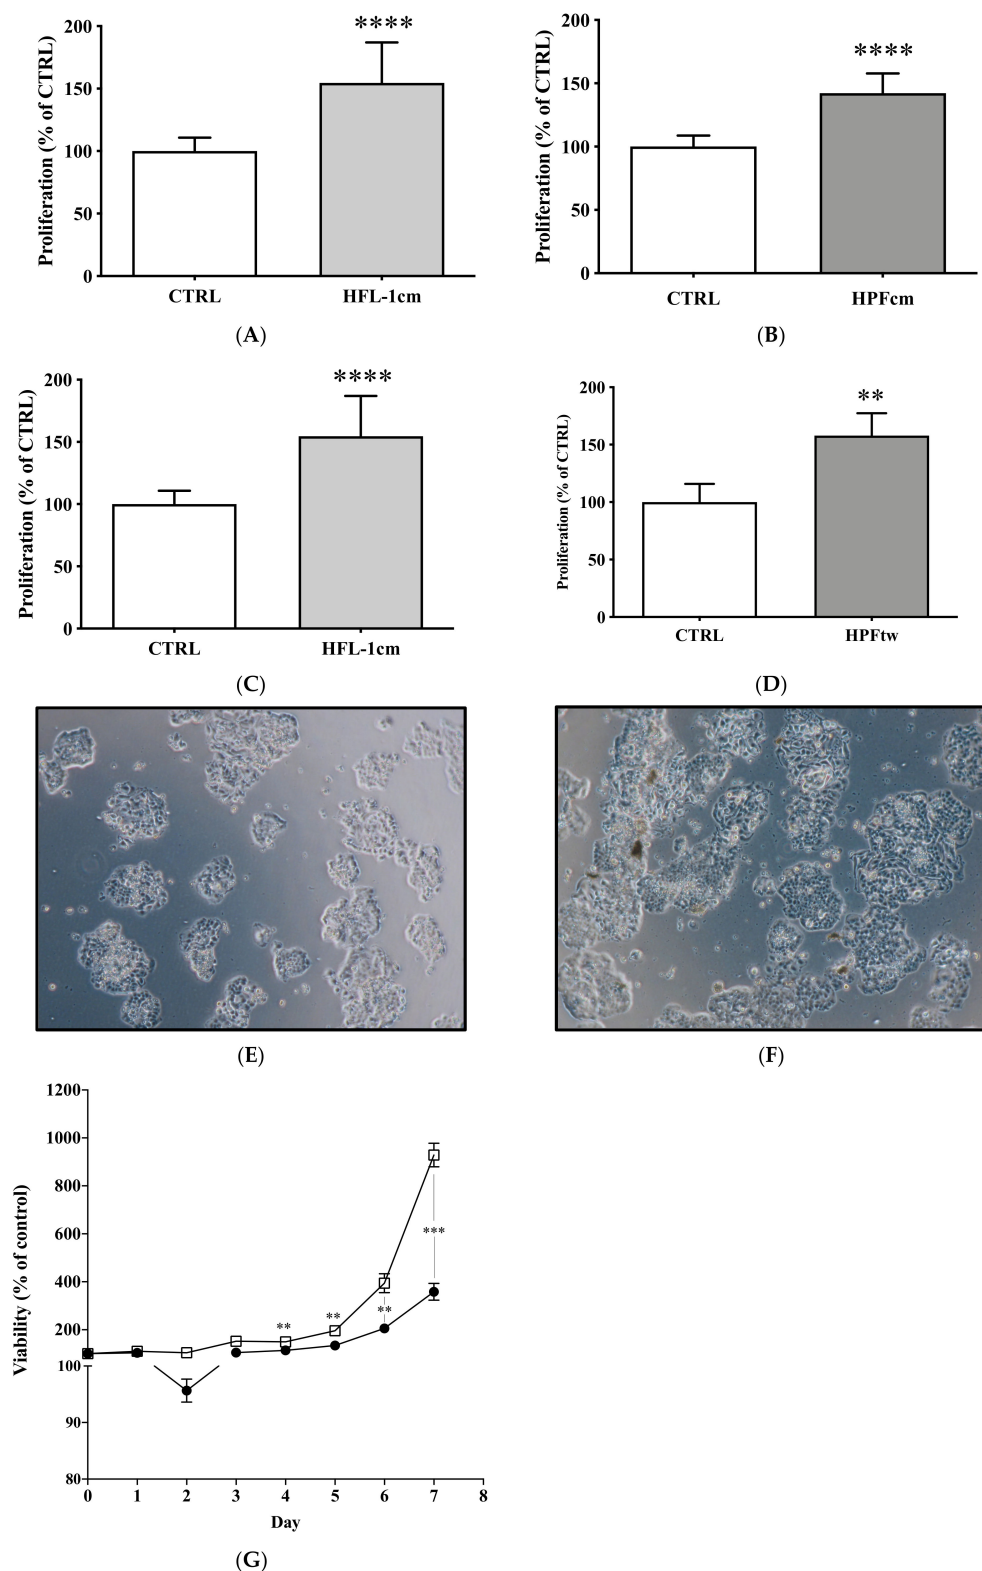 Proliferation (% of CTRL)
200
150
100
50
0
****
CTRL
HFL-1cm
(A)
Proliferation (% of CTRL)
200
150
100
50
0
****
CTRL
HPFcm
(B)
Proliferation (% of CTRL)
200
150
100
50
0
****
CTRL
HFL-1cm
(C)
Proliferation (% of CTRL)
200
150
100
50
0
**
CTRL
HPFtw
(D)
(E)
(F)
Viability (% of control)
1200
1000
800
600
400
200
100
90
80
**
**
**
***
0 1 2 3 4 5 6 7 8
Day
(G)